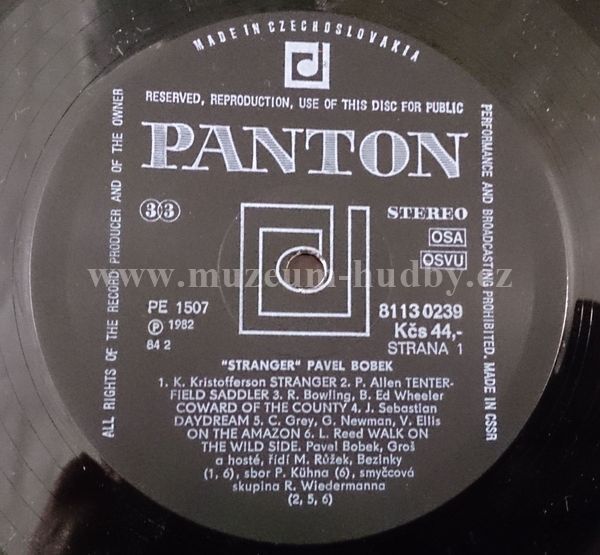 MADE IN CZECHOSLOVAKIA
RESERVED, REPRODUCTION, USE OF THIS DISC FOR PUBLIC
PERFORMANCE AND BROADCASTING PROHIBITED. MADE IN CSSR
ALL RIGHTS OF THE RECORD PRODUCER AND OF THE OWNER
PANTON
33
STEREO
OSA
OSVU
www.muzeum-hudby.cz
PE 1507
℗ 1982
84 2
8113 0239
Kčs 44,-
STRANA 1
"STRANGER" PAVEL BOBEK
1. K. Kristofferson STRANGER 2. P. Allen TENTER-
FIELD SADDLER 3. R. Bowling, B. Ed Wheeler
COWARD OF THE COUNTY 4. J. Sebastian
DAYDREAM 5. C. Grey, G. Newman, V. Ellis
ON THE AMAZON 6. L. Reed WALK ON
THE WILD SIDE. Pavel Bobek, Groš
a hosté, řídí M. Růžek, Bezinky
(1, 6), sbor P. Kühna (6), smyčcová
skupina R. Wiedermanna
(2, 5, 6)